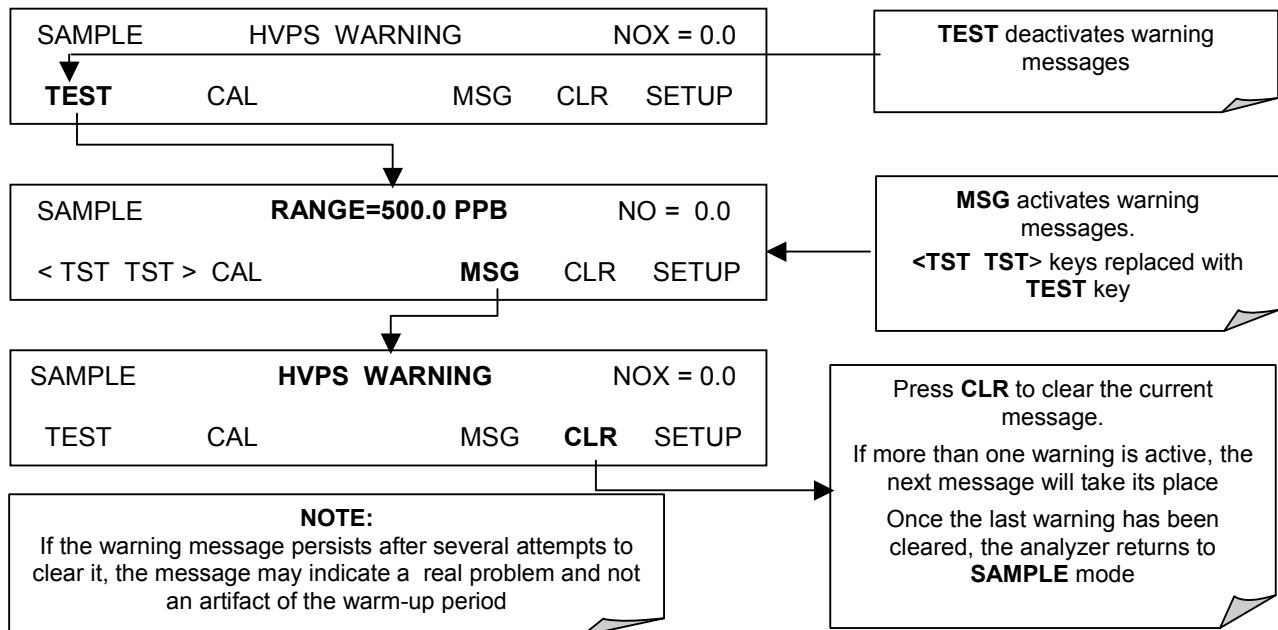 SAMPLE HVPS WARNING NOX = 0.0
TEST CAL MSG CLR SETUP
TEST deactivates warning
messages
SAMPLE RANGE=500.0 PPB NO = 0.0
< TST TST > CAL MSG CLR SETUP
MSG activates warning
messages.
<TST TST> keys replaced with
TEST key
SAMPLE HVPS WARNING NOX = 0.0
TEST CAL MSG CLR SETUP
Press CLR to clear the current
message.
If more than one warning is active, the
next message will take its place
Once the last warning has been
cleared, the analyzer returns to
SAMPLE mode
NOTE:
If the warning message persists after several attempts to
clear it, the message may indicate a real problem and not
an artifact of the warm-up period